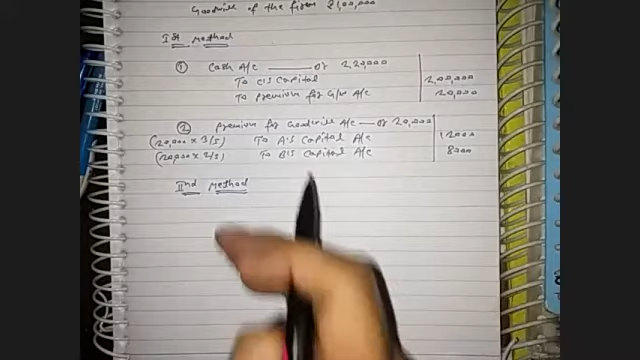 Goodwill of the firm ₹1,00,000
Ist Method
① Cash A/c ——— Dr 2,20,000
To C's Capital 2,00,000
To Premium for G/w A/c 20,000
② Premium for Goodwill A/c — Dr 20,000
(20,000 x 3/5) To A's Capital A/c 12000
(20,000 x 2/5) To B's Capital A/c 8000
IInd Method